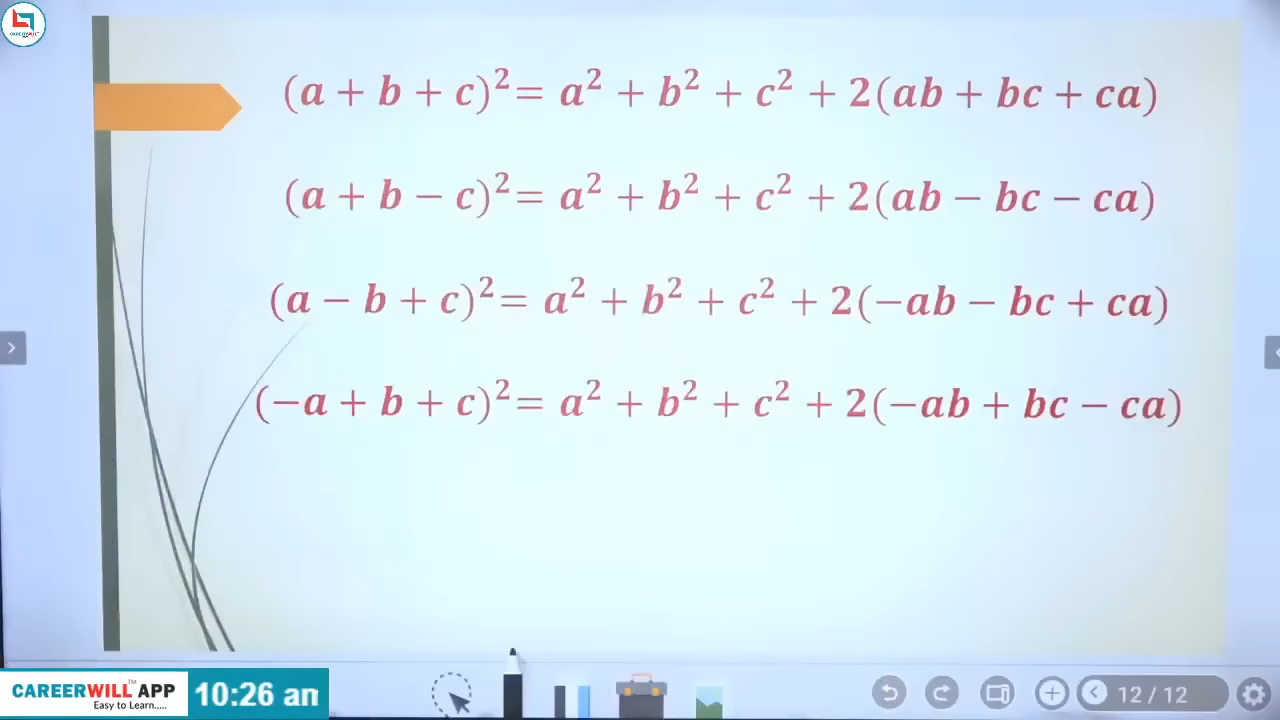 CAREERWILL
(a + b + c)² = a² + b² + c² + 2(ab + bc + ca)
(a + b − c)² = a² + b² + c² + 2(ab − bc − ca)
(a − b + c)² = a² + b² + c² + 2(−ab − bc + ca)
(−a + b + c)² = a² + b² + c² + 2(−ab + bc − ca)
CAREERWILL™ APP
Easy to Learn.....
10:26 am
12 / 12